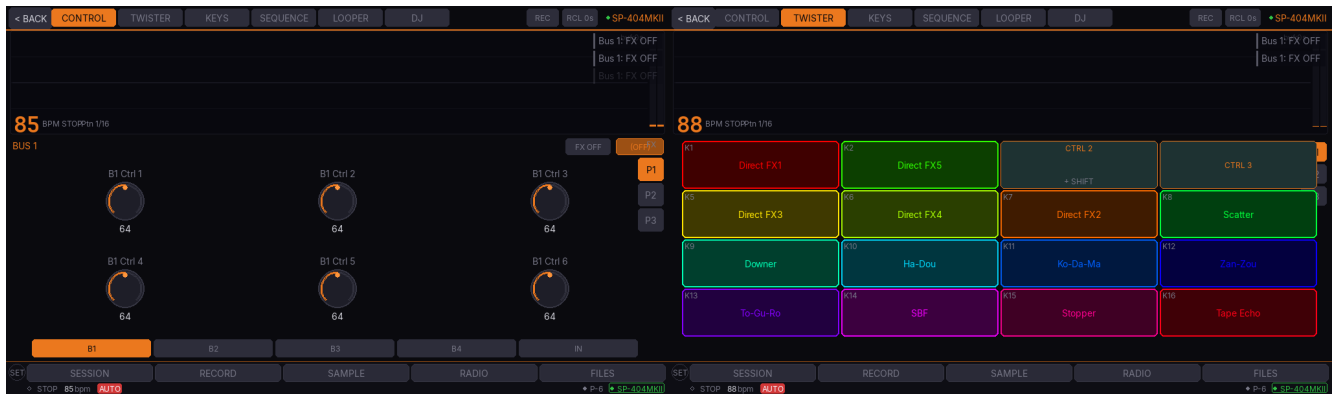 < BACK CONTROL TWISTER KEYS SEQUENCE LOOPER DJ REC RCL 0s SP-404MKII
Bus 1: FX OFF
Bus 1: FX OFF
Bus 1: FX OFF
85 BPM STOP Ptn 1/16 --
BUS 1 FX OFF (OFF)
P1
P2
P3
B1 Ctrl 1 B1 Ctrl 2 B1 Ctrl 3
64 64 64
B1 Ctrl 4 B1 Ctrl 5 B1 Ctrl 6
64 64 64
B1 B2 B3 B4 IN
SET SESSION RECORD SAMPLE RADIO FILES
STOP 85 bpm AUTO P-6 SP-404MKII
< BACK CONTROL TWISTER KEYS SEQUENCE LOOPER DJ REC RCL 0s SP-404MKII
Bus 1: FX OFF
Bus 1: FX OFF
88 BPM STOP Ptn 1/16 --
K1 Direct FX1 K2 Direct FX5 CTRL 2 + SHIFT CTRL 3
K5 Direct FX3 K6 Direct FX4 K7 Direct FX2 K8 Scatter
K9 Downer K10 Ha-Dou K11 Ko-Da-Ma K12 Zan-Zou
K13 To-Gu-Ro K14 SBF K15 Stopper K16 Tape Echo
SET SESSION RECORD SAMPLE RADIO FILES
STOP 88 bpm AUTO P-6 SP-404MKII